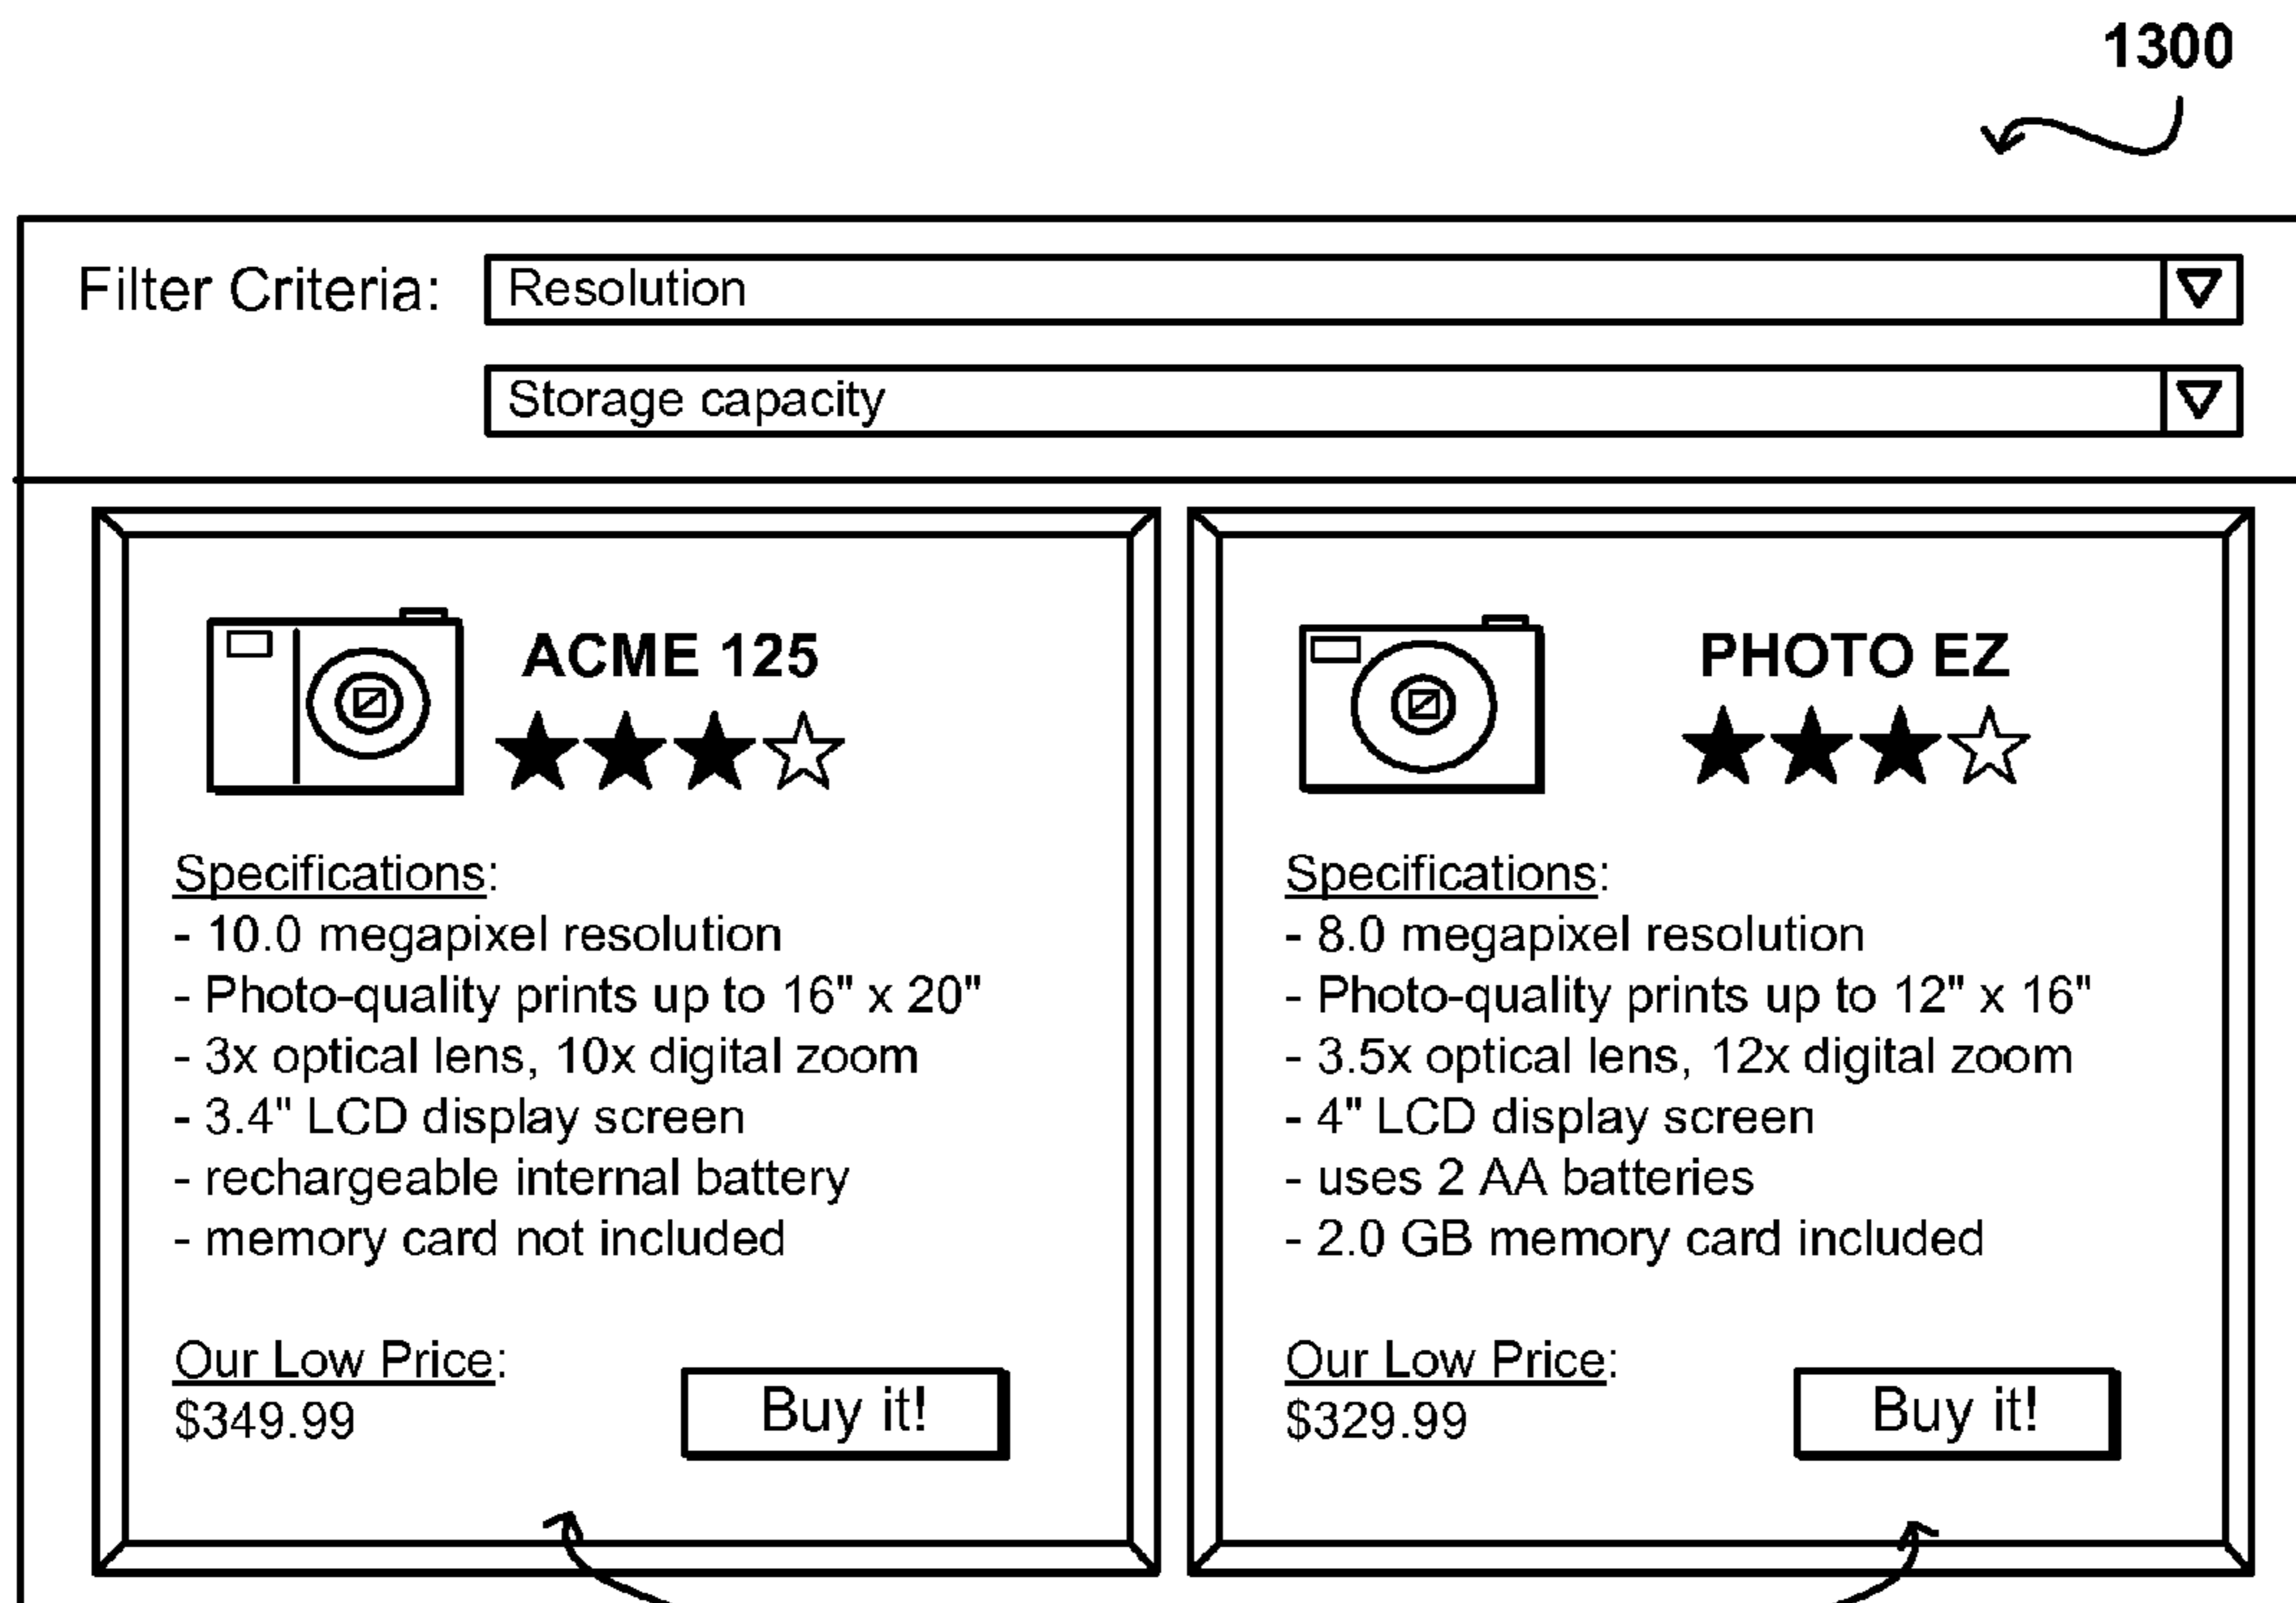 1300
Filter Criteria:
Resolution
Storage capacity
ACME 125
Specifications:
- 10.0 megapixel resolution
- Photo-quality prints up to 16" x 20"
- 3x optical lens, 10x digital zoom
- 3.4" LCD display screen
- rechargeable internal battery
- memory card not included
Our Low Price:
$349.99
Buy it!
PHOTO EZ
Specifications:
- 8.0 megapixel resolution
- Photo-quality prints up to 12" x 16"
- 3.5x optical lens, 12x digital zoom
- 4" LCD display screen
- uses 2 AA batteries
- 2.0 GB memory card included
Our Low Price:
$329.99
Buy it!